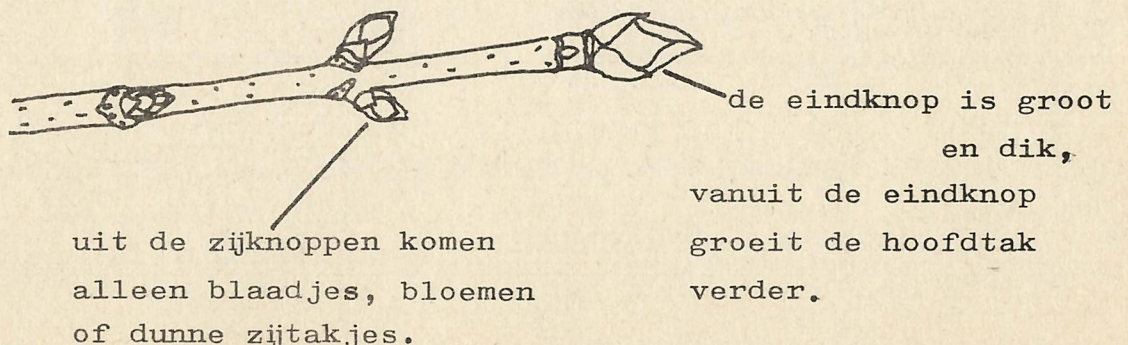 de eindknop is groot
en dik,
vanuit de eindknop
groeit de hoofdtak
verder.
uit de zijknoppen komen
alleen blaadjes, bloemen
of dunne zijtakjes.